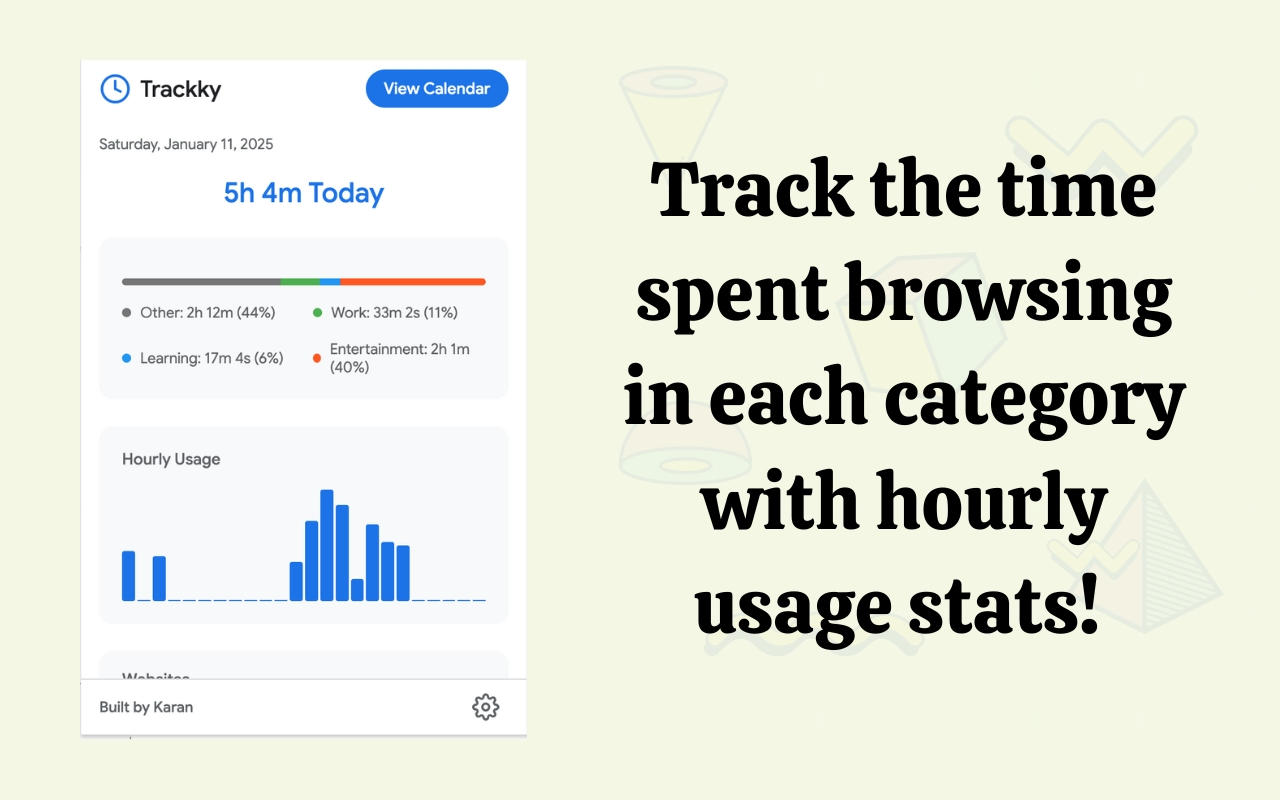 Trackky
View Calendar
Saturday, January 11, 2025
5h 4m Today
Other: 2h 12m (44%)
Work: 33m 2s (11%)
Learning: 17m 4s (6%)
Entertainment: 2h 1m
(40%)
Hourly Usage
Websites
Built by Karan
Track the time
spent browsing
in each category
with hourly
usage stats!